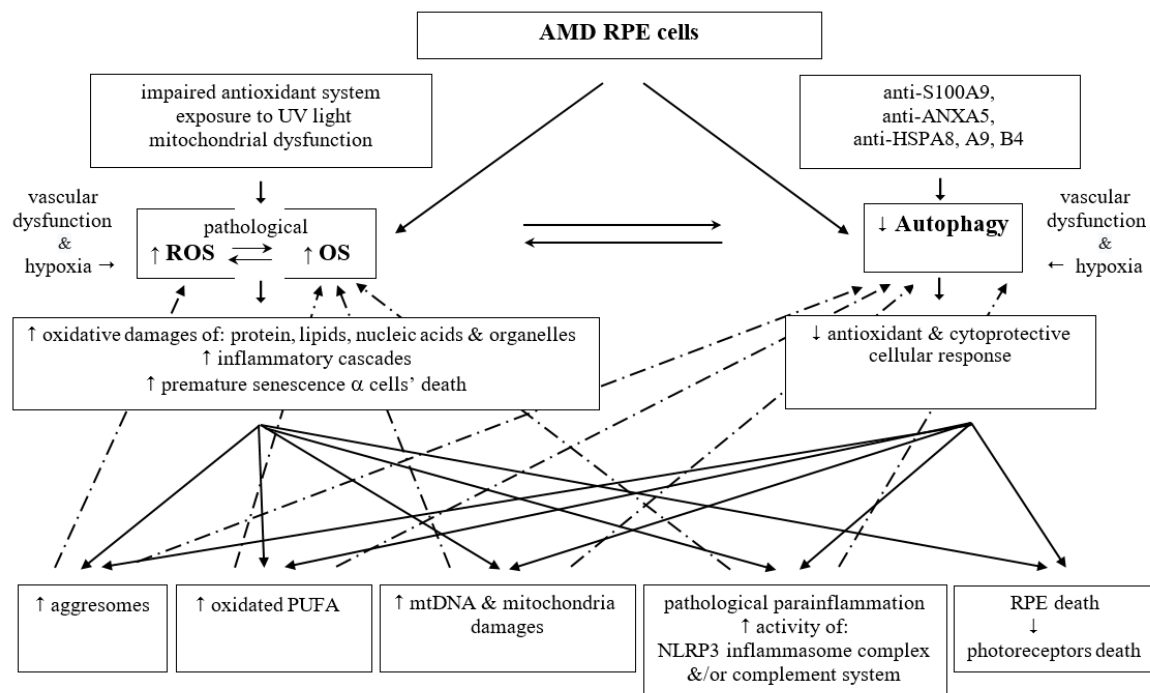 AMD RPE cells
impaired antioxidant system
exposure to UV light
mitochondrial dysfunction
anti-S100A9,
anti-ANXA5,
anti-HSPA8, A9, B4
vascular
dysfunction
&
hypoxia →
pathological
↑ ROS ↑ OS
↓ Autophagy
vascular
dysfunction
&
← hypoxia
↑ oxidative damages of: protein, lipids, nucleic acids & organelles
↑ inflammatory cascades
↑ premature senescence α cells’ death
↓ antioxidant & cytoprotective
cellular response
↑ aggresomes
↑ oxidated PUFA
↑ mtDNA & mitochondria
damages
pathological parainflammation
↑ activity of:
NLRP3 inflammasome complex
&/or complement system
RPE death
↓
photoreceptors death